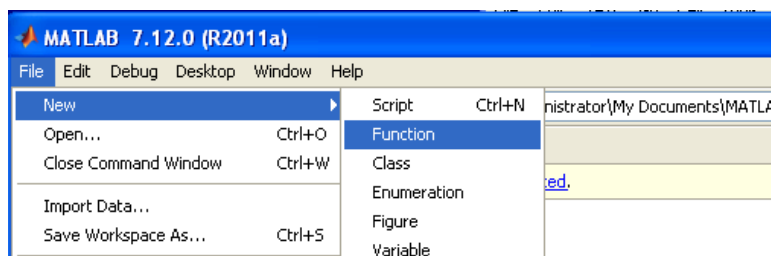 MATLAB 7.12.0 (R2011a)
File Edit Debug Desktop Window Help
New
Open... Ctrl+O
Close Command Window Ctrl+W
Import Data...
Save Workspace As... Ctrl+S
Script Ctrl+N
Function
Class
Enumeration
Figure
Variable
nistrator\My Documents\MATLA
ed.